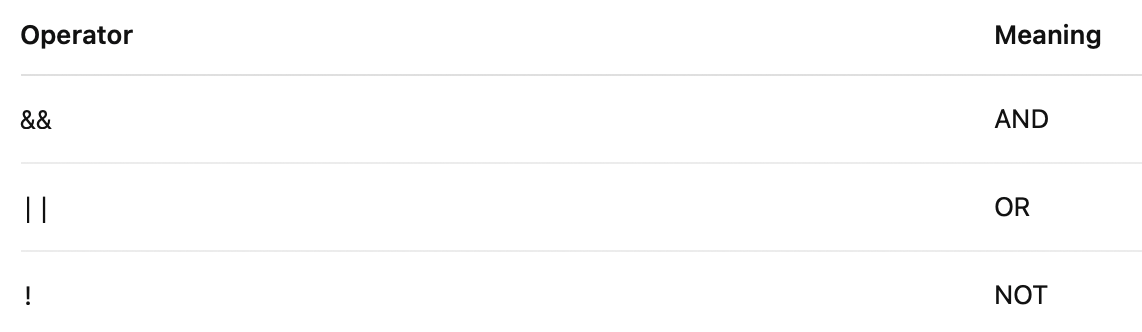 Operator Meaning
&& AND
|| OR
! NOT